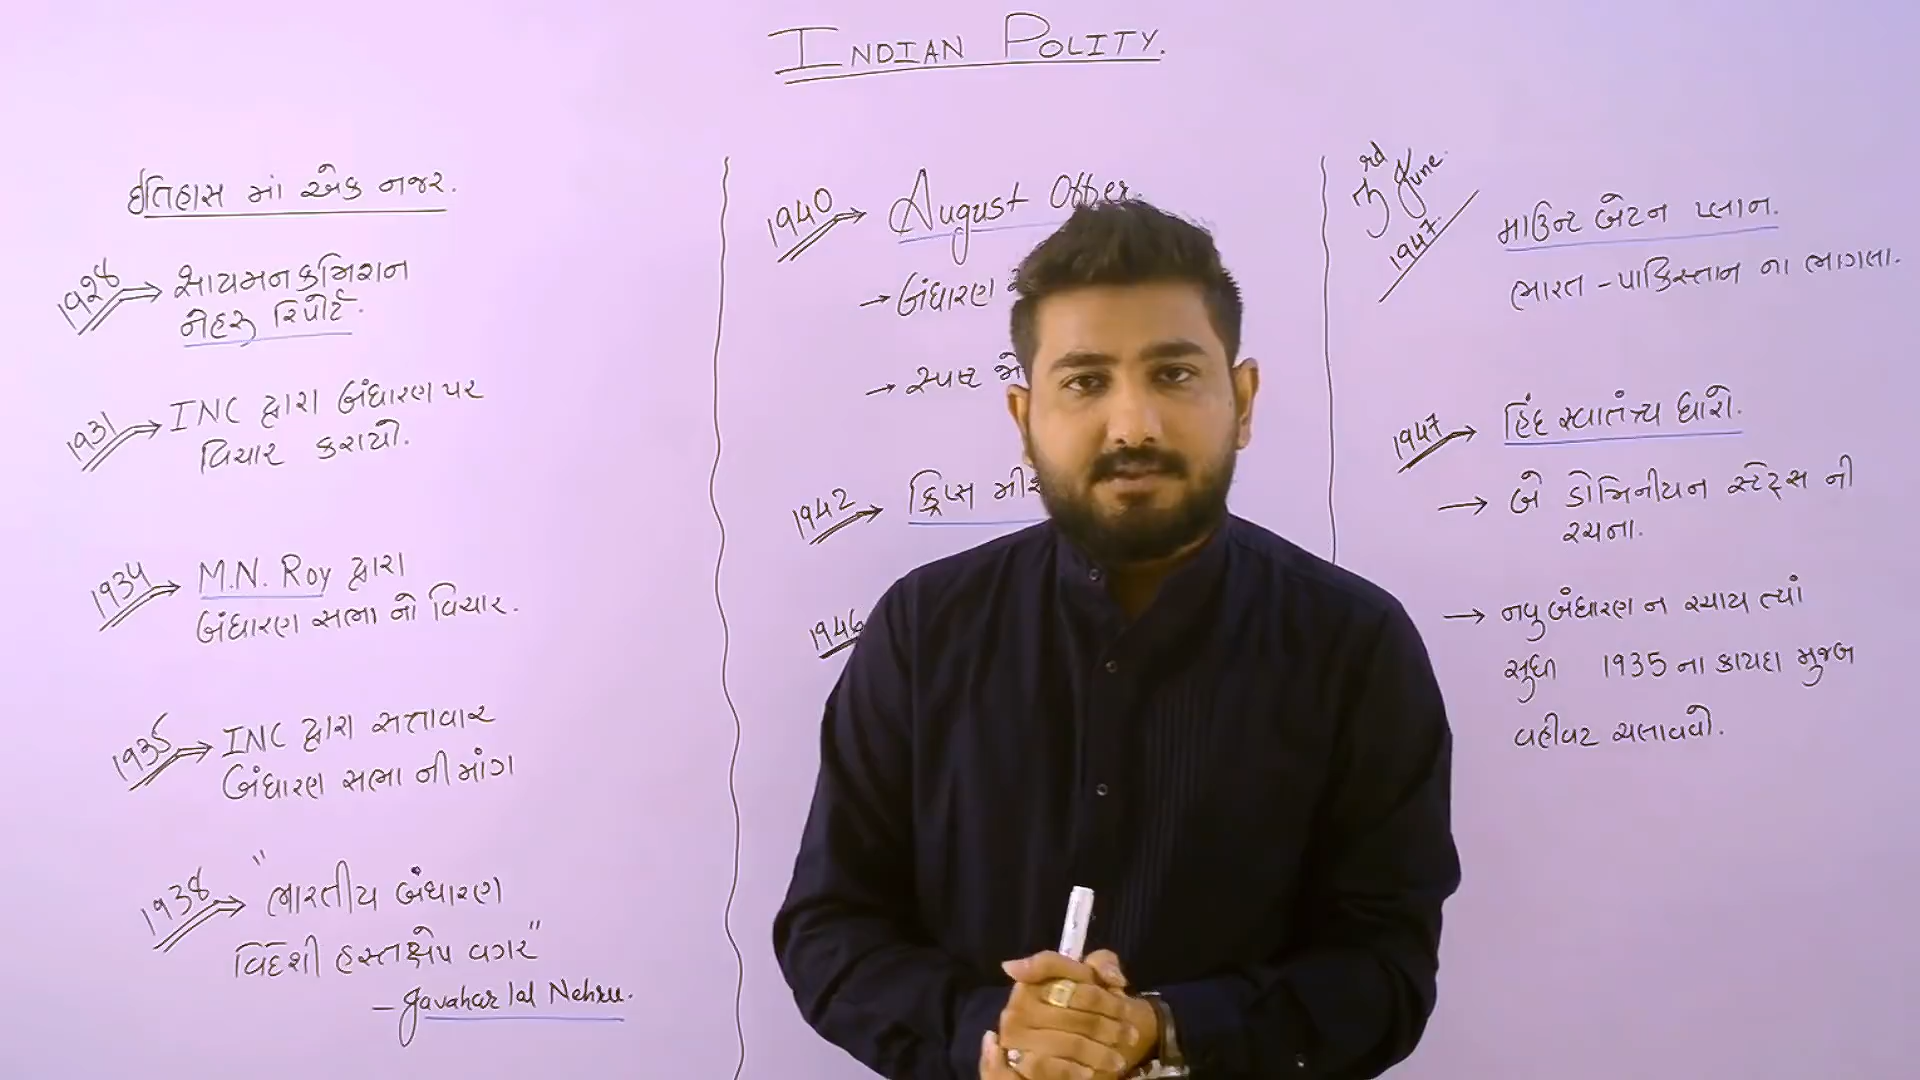 INDIAN POLITY.
ઈતિહાસ માં એક નજર.
1928 → સાયમન કમિશન
નેહરુ રિપોર્ટ.
1931 → INC દ્વારા બંધારણ પર
વિચાર કરાયો.
1934 → M.N. Roy દ્વારા
બંધારણ સભા નો વિચાર.
1935 → INC દ્વારા સત્તાવાર
બંધારણ સભા ની માંગ
1938 → "ભારતીય બંધારણ
વિદેશી હસ્તક્ષેપ વગર"
- Javahar lal Nehru.
1940 → August Offer.
→ બંધારણ
→ સ્પષ્ટ
1942 → ક્રિપ્સ
1946
3rd June
1947
માઉન્ટ બેટન પ્લાન.
ભારત - પાકિસ્તાન ના ભાગલા.
1947 → હિંદ સ્વાતંત્ર્ય ધારો.
→ બે ડોમિનીયન સ્ટેટ્સ ની
રચના.
→ નવુ બંધારણ ન રચાય ત્યાં
સુધી 1935 ના કાયદા મુજબ
વહીવટ ચલાવવો.